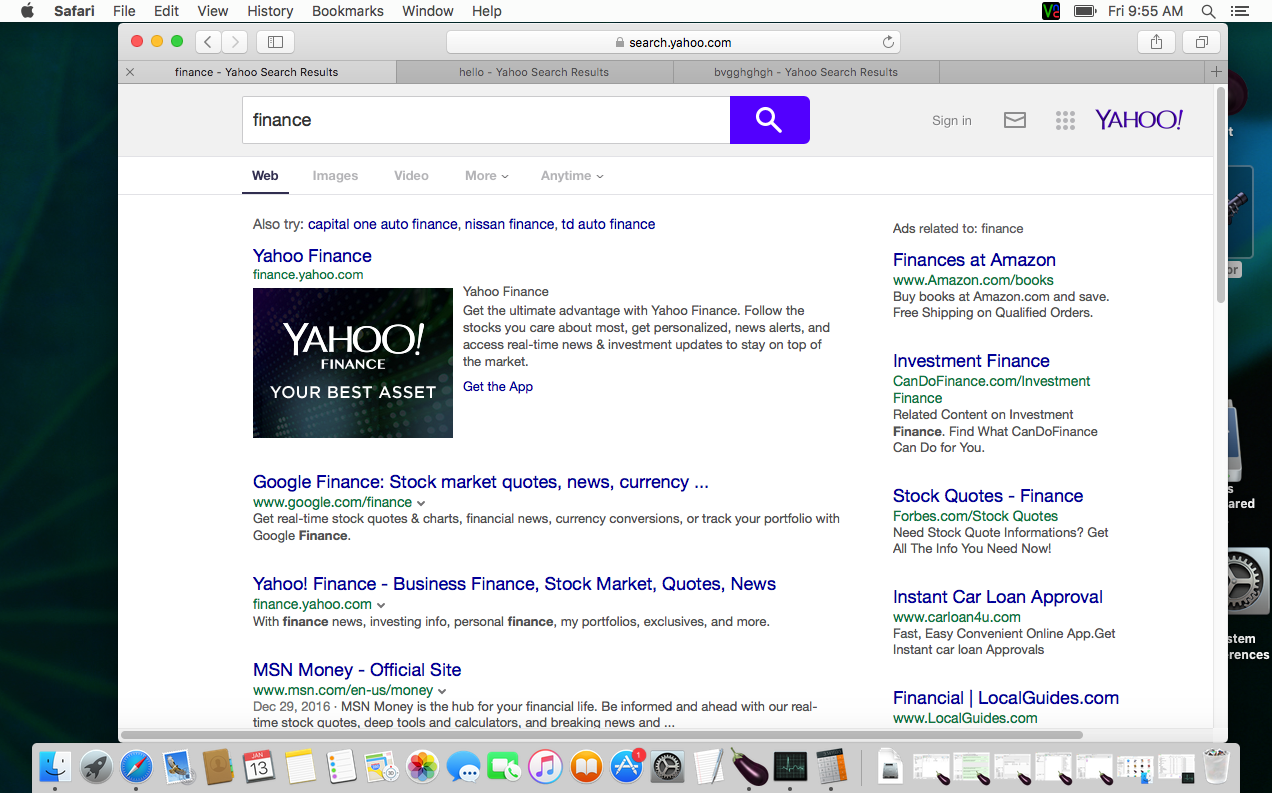 Safari File Edit View History Bookmarks Window Help
Fri 9:55 AM
search.yahoo.com
finance - Yahoo Search Results
hello - Yahoo Search Results
bvgghghgh - Yahoo Search Results
finance
Sign in
YAHOO!
Web Images Video More Anytime
Also try: capital one auto finance, nissan finance, td auto finance
Yahoo Finance
finance.yahoo.com
YAHOO!
FINANCE
YOUR BEST ASSET
Yahoo Finance
Get the ultimate advantage with Yahoo Finance. Follow the
stocks you care about most, get personalized, news alerts, and
access real-time news & investment updates to stay on top of
the market.
Get the App
Google Finance: Stock market quotes, news, currency ...
www.google.com/finance
Get real-time stock quotes & charts, financial news, currency conversions, or track your portfolio with
Google Finance.
Yahoo! Finance - Business Finance, Stock Market, Quotes, News
finance.yahoo.com
With finance news, investing info, personal finance, my portfolios, exclusives, and more.
MSN Money - Official Site
www.msn.com/en-us/money
Dec 29, 2016 · MSN Money is the hub for your financial life. Be informed and ahead with our real-
time stock quotes, deep tools and calculators, and breaking news and ...
Ads related to: finance
Finances at Amazon
www.Amazon.com/books
Buy books at Amazon.com and save.
Free Shipping on Qualified Orders.
Investment Finance
CanDoFinance.com/Investment
Finance
Related Content on Investment
Finance. Find What CanDoFinance
Can Do for You.
Stock Quotes - Finance
Forbes.com/Stock Quotes
Need Stock Quote Informations? Get
All The Info You Need Now!
Instant Car Loan Approval
www.carloan4u.com
Fast, Easy Convenient Online App.Get
Instant car loan Approvals
Financial | LocalGuides.com
www.LocalGuides.com
t
or
s
ared
stem
rences
JAN
13
1